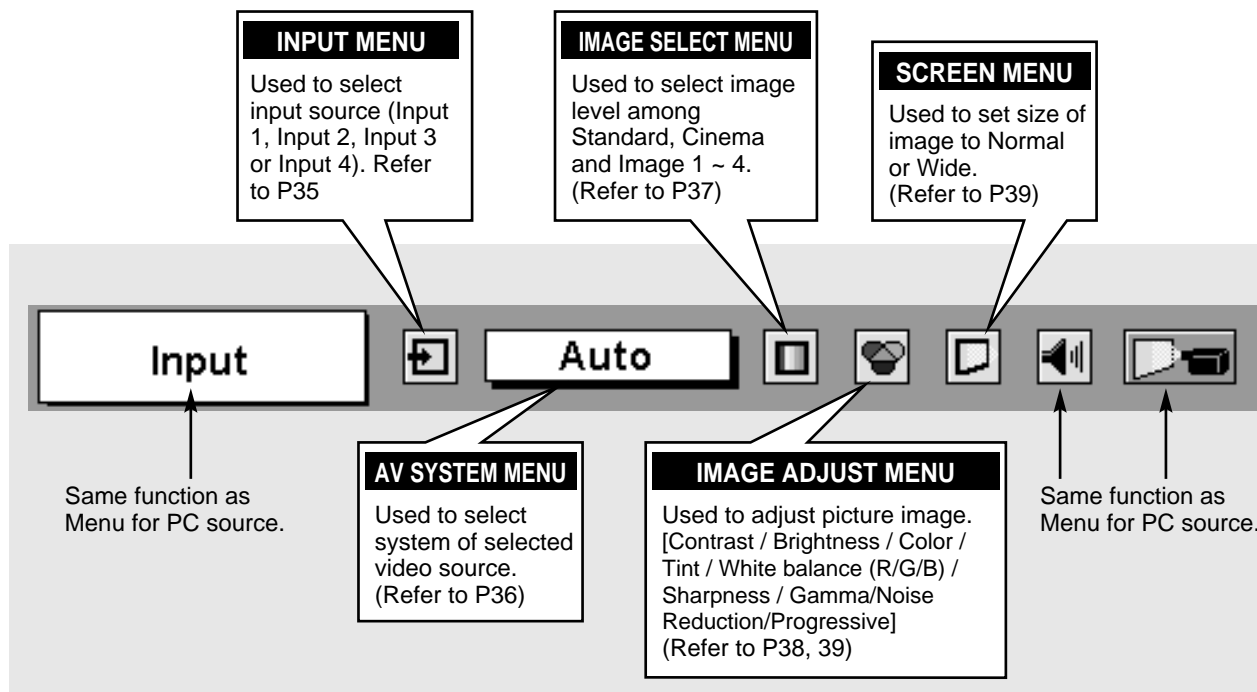 INPUT MENU
Used to select
input source (Input
1, Input 2, Input 3
or Input 4). Refer
to P35
IMAGE SELECT MENU
Used to select image
level among
Standard, Cinema
and Image 1 ~ 4.
(Refer to P37)
SCREEN MENU
Used to set size of
image to Normal
or Wide.
(Refer to P39)
Input
Auto
Same function as
Menu for PC source.
AV SYSTEM MENU
Used to select
system of selected
video source.
(Refer to P36)
IMAGE ADJUST MENU
Used to adjust picture image.
[Contrast / Brightness / Color /
Tint / White balance (R/G/B) /
Sharpness / Gamma/Noise
Reduction/Progressive]
(Refer to P38, 39)
Same function as
Menu for PC source.